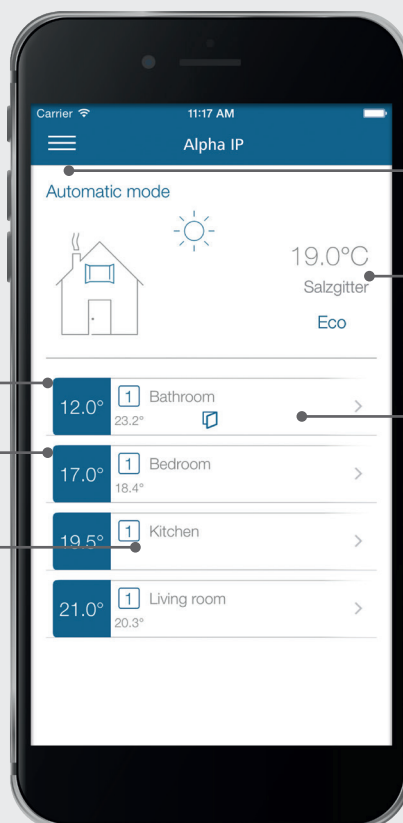 Carrier 11:17 AM
Alpha IP
Automatic mode
19.0°C
Salzgitter
Eco
12.0° 1 Bathroom
23.2°
17.0° 1 Bedroom
18.4°
19.5° 1 Kitchen
21.0° 1 Living room
20.3°